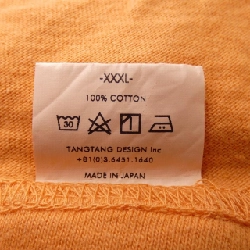 -XXXL-
100% COTTON
30
TANGTANG DESIGN Inc
+81(0)3.5451.1640
MADE IN JAPAN